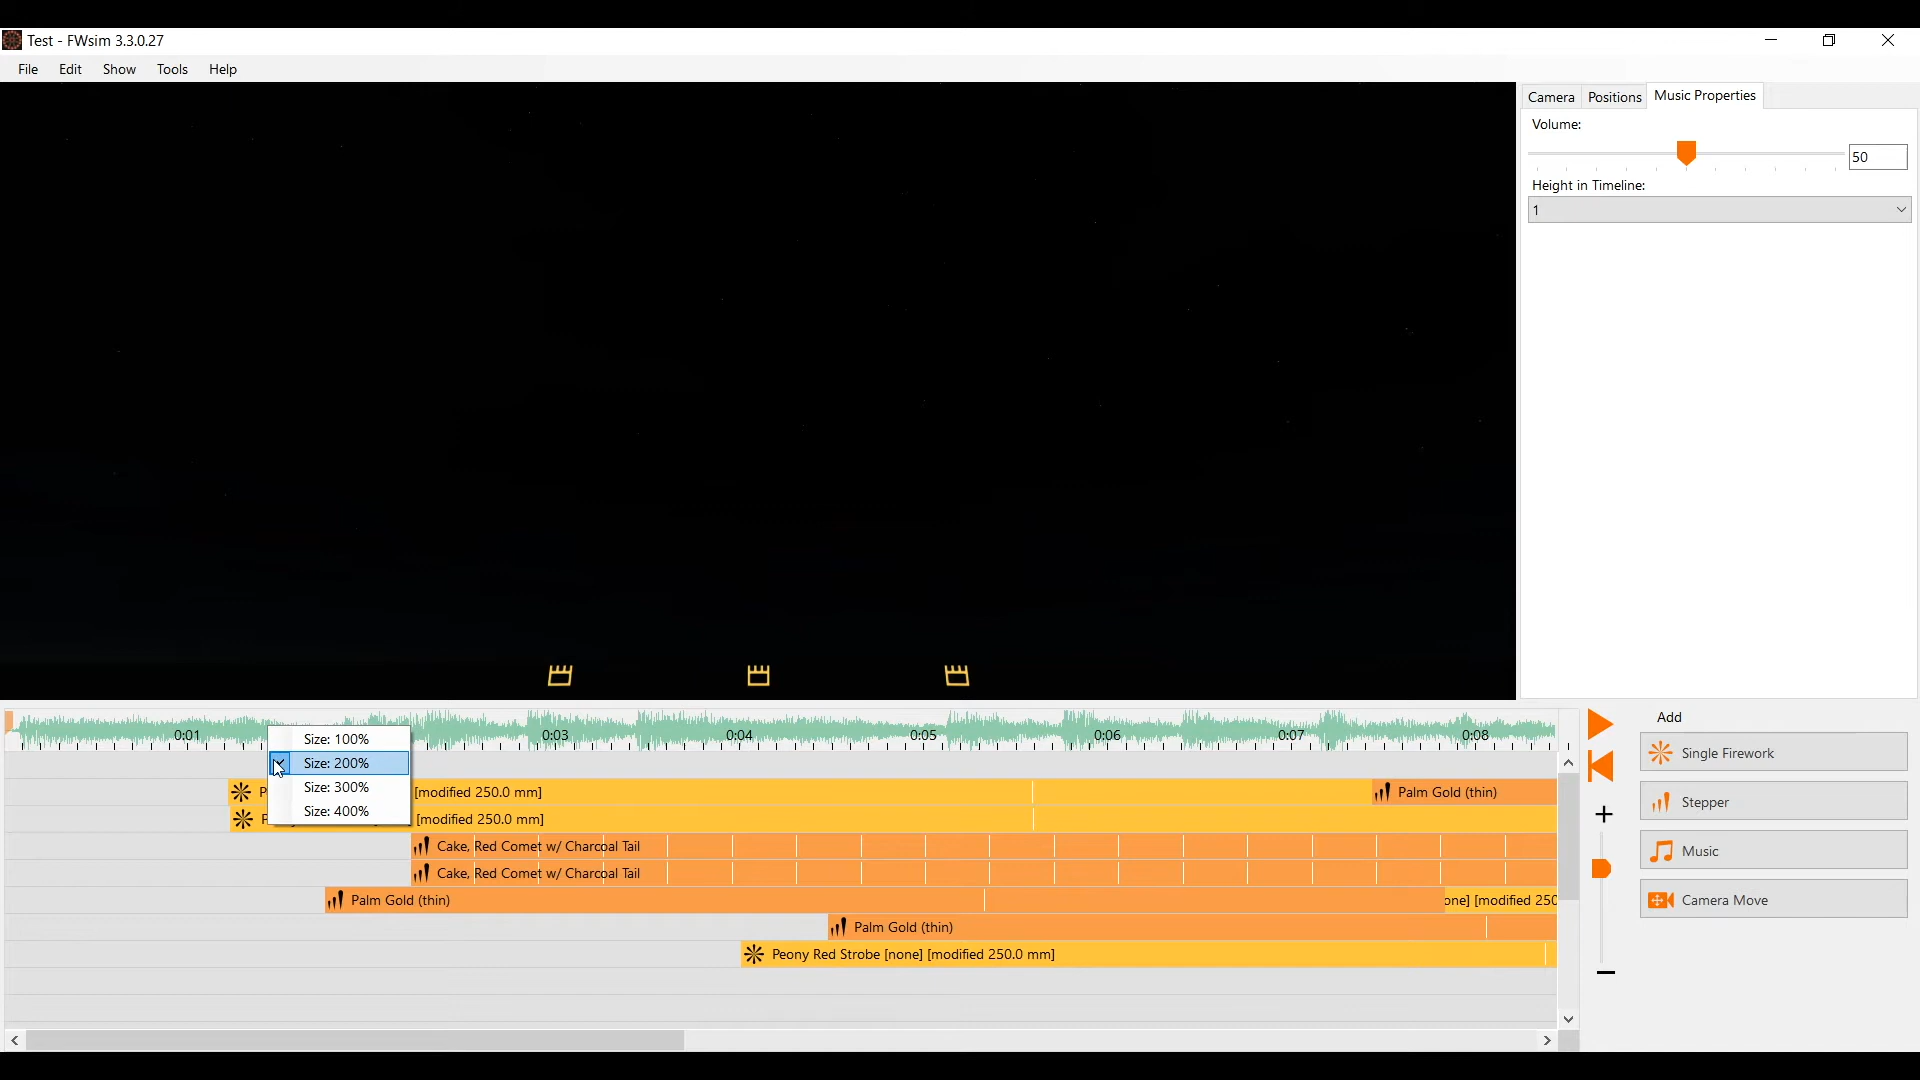 Test - FWsim 3.3.0.27
File Edit Show Tools Help
Camera Positions Music Properties
Volume:
50
Height in Timeline:
1
0:01 0:03 0:04 0:05 0:06 0:07 0:08
Size: 100%
Size: 200%
Size: 300%
Size: 400%
[modified 250.0 mm]
Palm Gold (thin)
[modified 250.0 mm]
Cake, Red Comet w/ Charcoal Tail
Cake, Red Comet w/ Charcoal Tail
Palm Gold (thin)
one] [modified 250
Palm Gold (thin)
Peony Red Strobe [none] [modified 250.0 mm]
Add
Single Firework
Stepper
Music
Camera Move